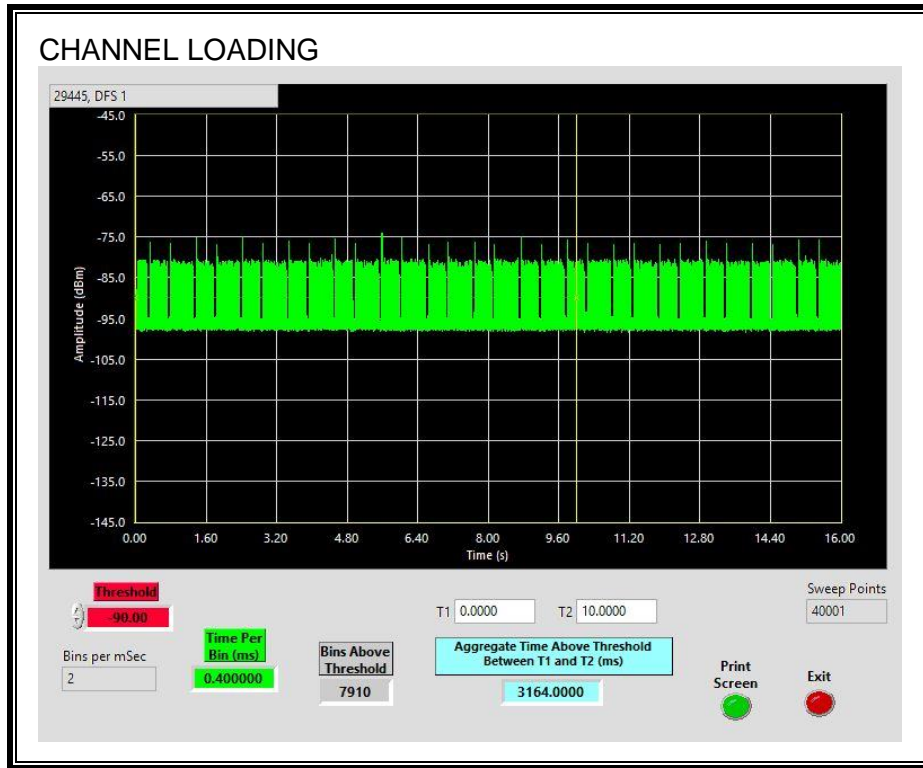 CHANNEL LOADING
29445, DFS 1
-45.0
-55.0
-65.0
-75.0
-85.0
-95.0
-105.0
-115.0
-125.0
-135.0
-145.0
Amplitude (dBm)
0.00 1.60 3.20 4.80 6.40 8.00 9.60 11.20 12.80 14.40 16.00
Time (s)
Threshold
-90.00
Bins per mSec
2
Time Per
Bin (ms)
0.400000
Bins Above
Threshold
7910
T1 0.0000 T2 10.0000
Aggregate Time Above Threshold
Between T1 and T2 (ms)
3164.0000
Sweep Points
40001
Print
Screen
Exit